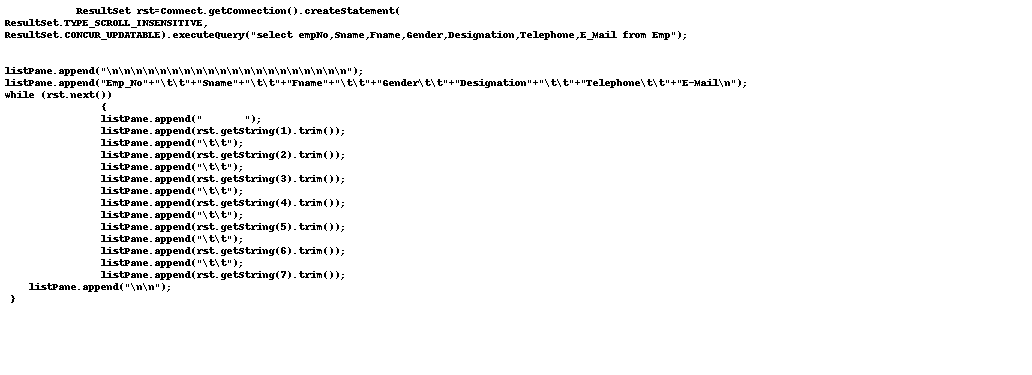 ResultSet rst=Connect.getConnection().createStatement(
ResultSet.TYPE_SCROLL_INSENSITIVE,
ResultSet.CONCUR_UPDATABLE).executeQuery("select empNo,Sname,Fname,Gender,Designation,Telephone,E_Mail from Emp");
listPane.append("\n\n\n\n\n\n\n\n\n\n\n\n\n\n\n\n\n\n\n\n");
listPane.append("Emp_No"+"\t\t"+"Sname"+"\t\t"+"Fname"+"\t\t"+"Gender\t\t"+"Designation"+"\t\t"+"Telephone\t\t"+"E-Mail\n");
while (rst.next())
{
listPane.append("       ");
listPane.append(rst.getString(1).trim());
listPane.append("\t\t");
listPane.append(rst.getString(2).trim());
listPane.append("\t\t");
listPane.append(rst.getString(3).trim());
listPane.append("\t\t");
listPane.append(rst.getString(4).trim());
listPane.append("\t\t");
listPane.append(rst.getString(5).trim());
listPane.append("\t\t");
listPane.append(rst.getString(6).trim());
listPane.append("\t\t");
listPane.append(rst.getString(7).trim());
listPane.append("\n\n");
}